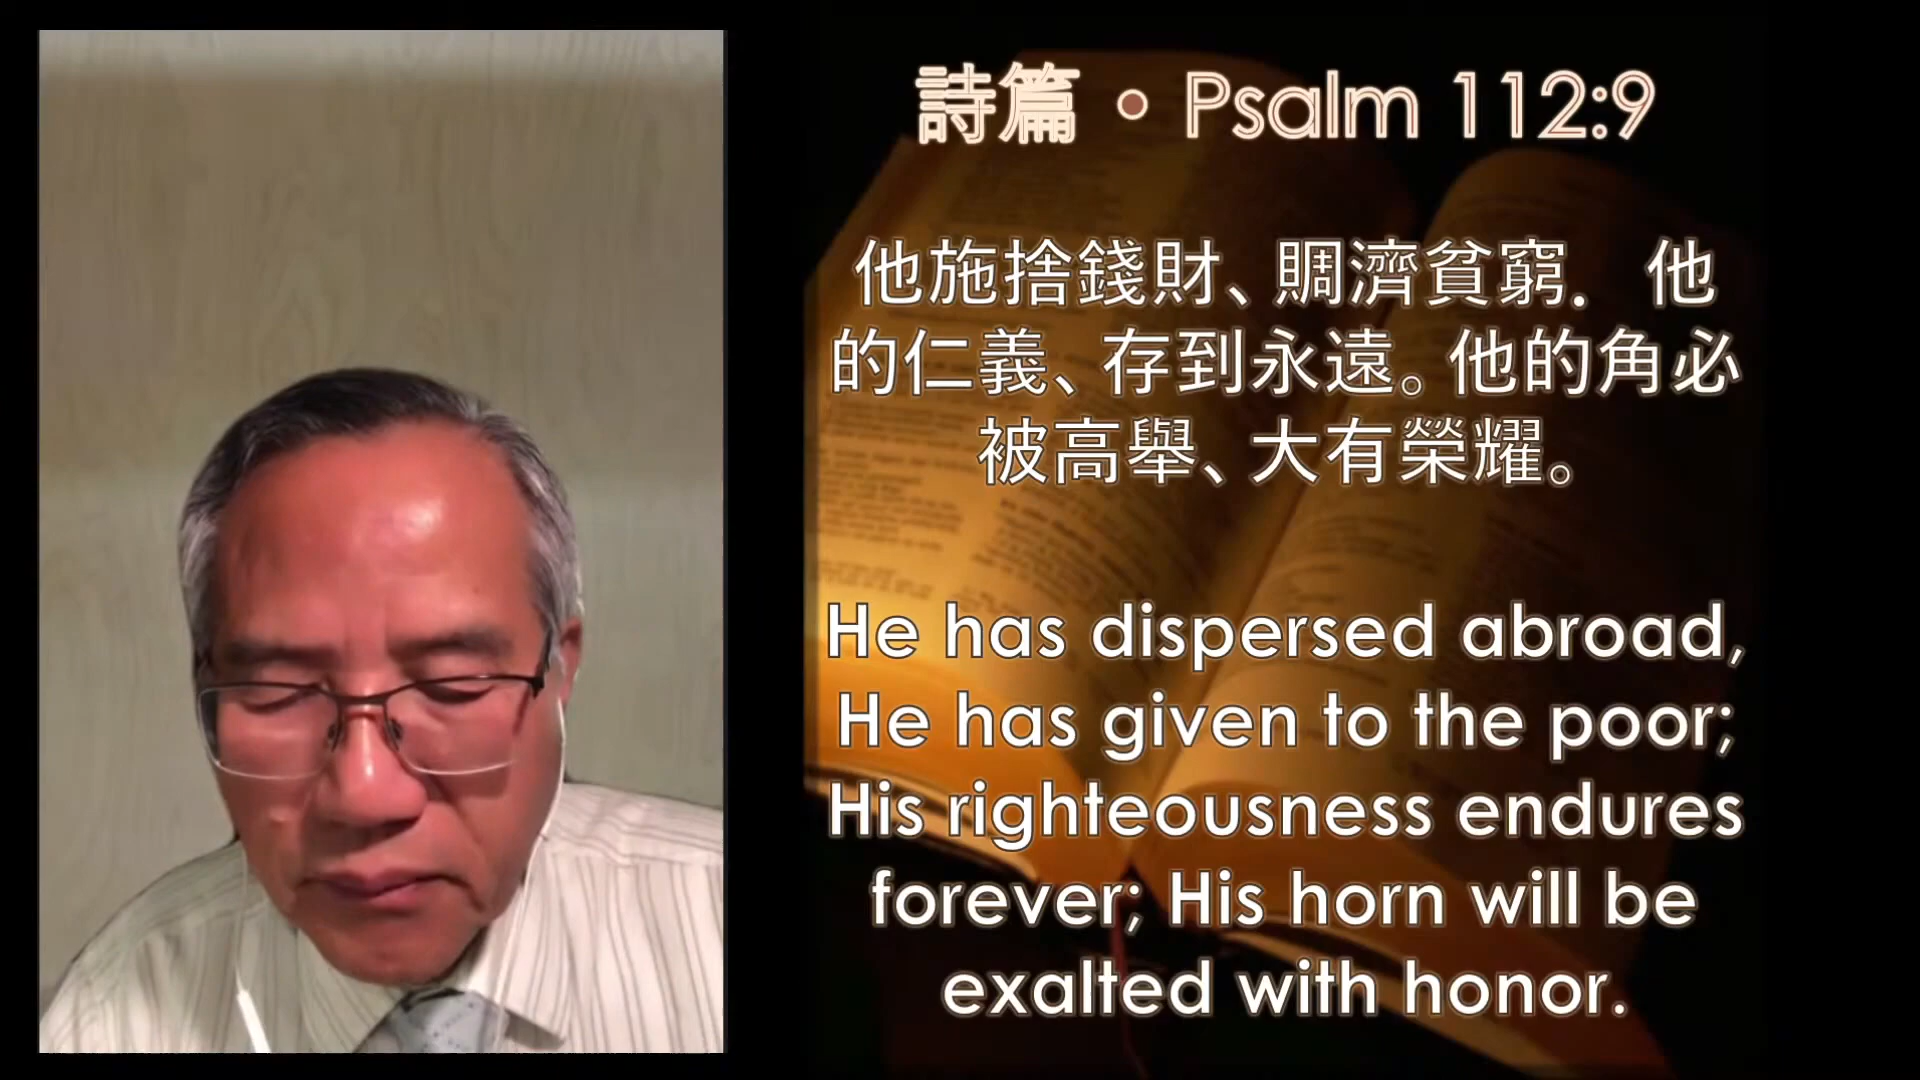 詩篇 • Psalm 112:9
他施捨錢財、賙濟貧窮． 他
的仁義、存到永遠。他的角必
被高舉、大有榮耀。
He has dispersed abroad,
He has given to the poor;
His righteousness endures
forever; His horn will be
exalted with honor.